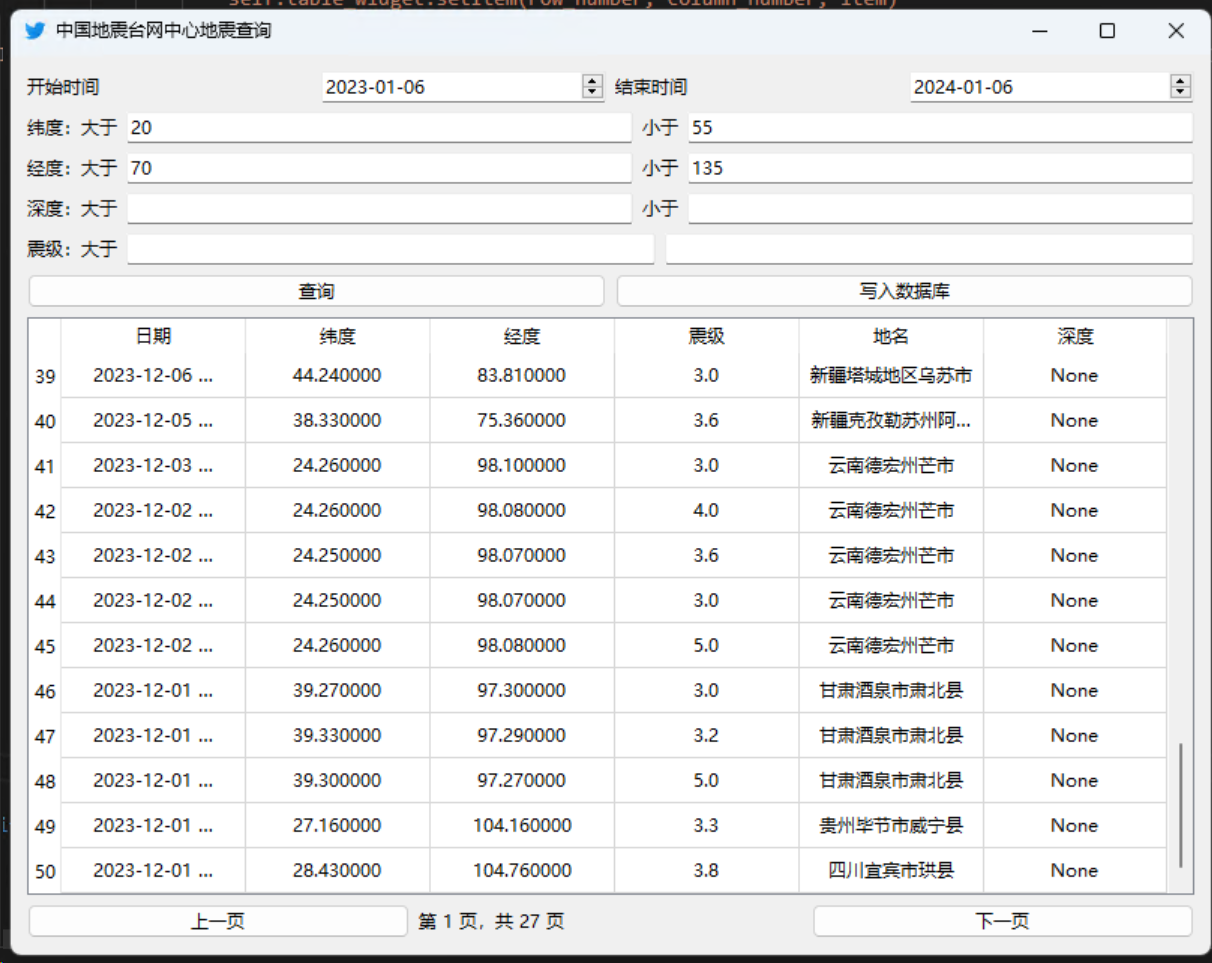 self.table_widget.setItem(row_number, column_number, item)
中国地震台网中心地震查询
开始时间 2023-01-06 结束时间 2024-01-06
纬度：大于 20 小于 55
经度：大于 70 小于 135
深度：大于 小于
震级：大于
查询 写入数据库
日期 纬度 经度 震级 地名 深度
39 2023-12-06 ... 44.240000 83.810000 3.0 新疆塔城地区乌苏市 None
40 2023-12-05 ... 38.330000 75.360000 3.6 新疆克孜勒苏州阿... None
41 2023-12-03 ... 24.260000 98.100000 3.0 云南德宏州芒市 None
42 2023-12-02 ... 24.260000 98.080000 4.0 云南德宏州芒市 None
43 2023-12-02 ... 24.250000 98.070000 3.6 云南德宏州芒市 None
44 2023-12-02 ... 24.250000 98.070000 3.0 云南德宏州芒市 None
45 2023-12-02 ... 24.260000 98.080000 5.0 云南德宏州芒市 None
46 2023-12-01 ... 39.270000 97.300000 3.0 甘肃酒泉市肃北县 None
47 2023-12-01 ... 39.330000 97.290000 3.2 甘肃酒泉市肃北县 None
48 2023-12-01 ... 39.300000 97.270000 5.0 甘肃酒泉市肃北县 None
49 2023-12-01 ... 27.160000 104.160000 3.3 贵州毕节市威宁县 None
50 2023-12-01 ... 28.430000 104.760000 3.8 四川宜宾市珙县 None
上一页 第 1 页，共 27 页 下一页